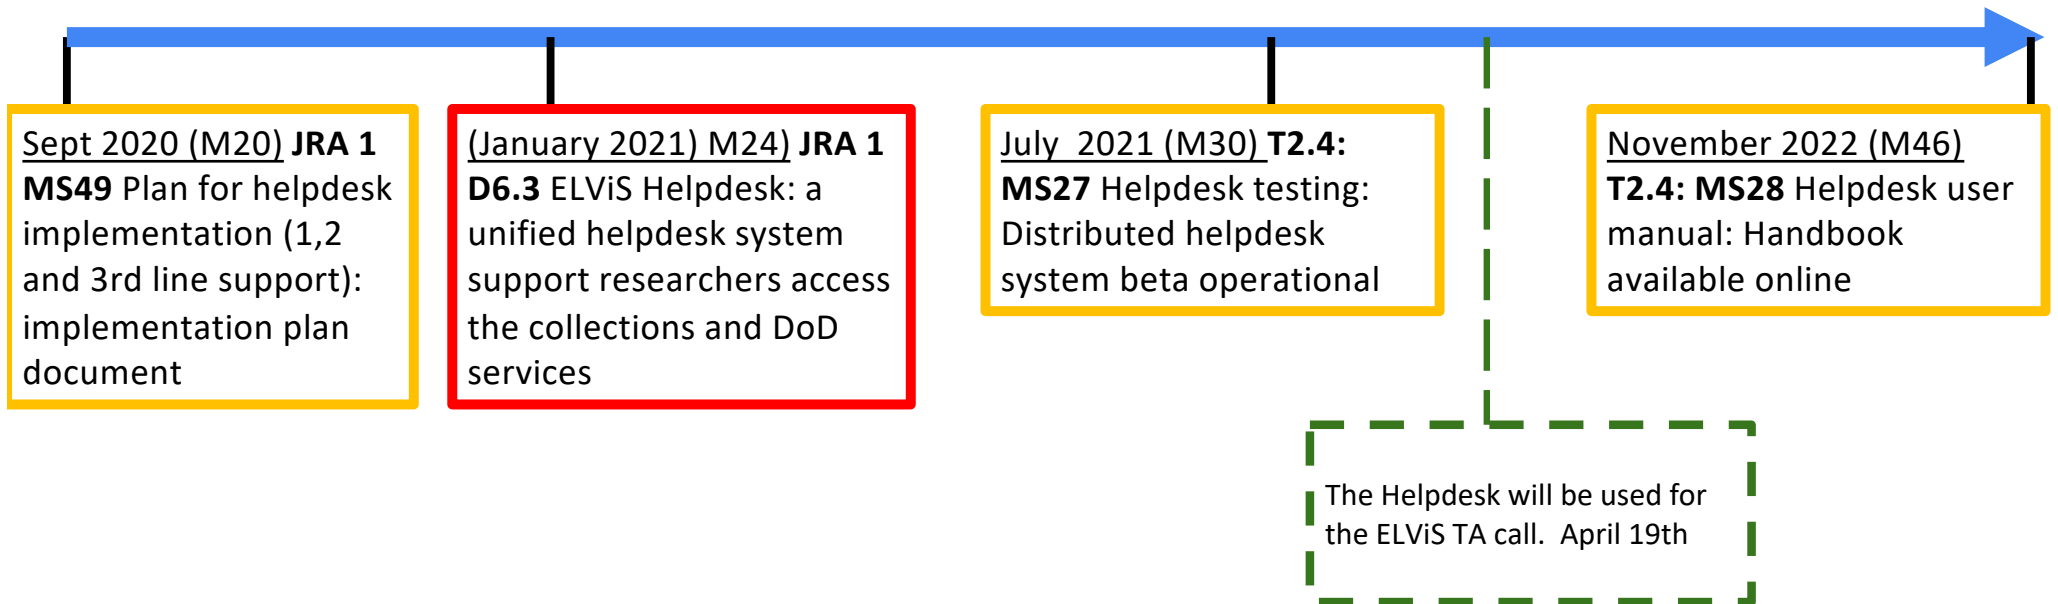 Sept 2020 (M20) JRA 1
MS49 Plan for helpdesk
implementation (1,2
and 3rd line support):
implementation plan
document
(January 2021) M24) JRA 1
D6.3 ELViS Helpdesk: a
unified helpdesk system
support researchers access
the collections and DoD
services
July  2021 (M30) T2.4:
MS27 Helpdesk testing:
Distributed helpdesk
system beta operational
November 2022 (M46)
T2.4: MS28 Helpdesk user
manual: Handbook
available online
The Helpdesk will be used for
the ELViS TA call.  April 19th